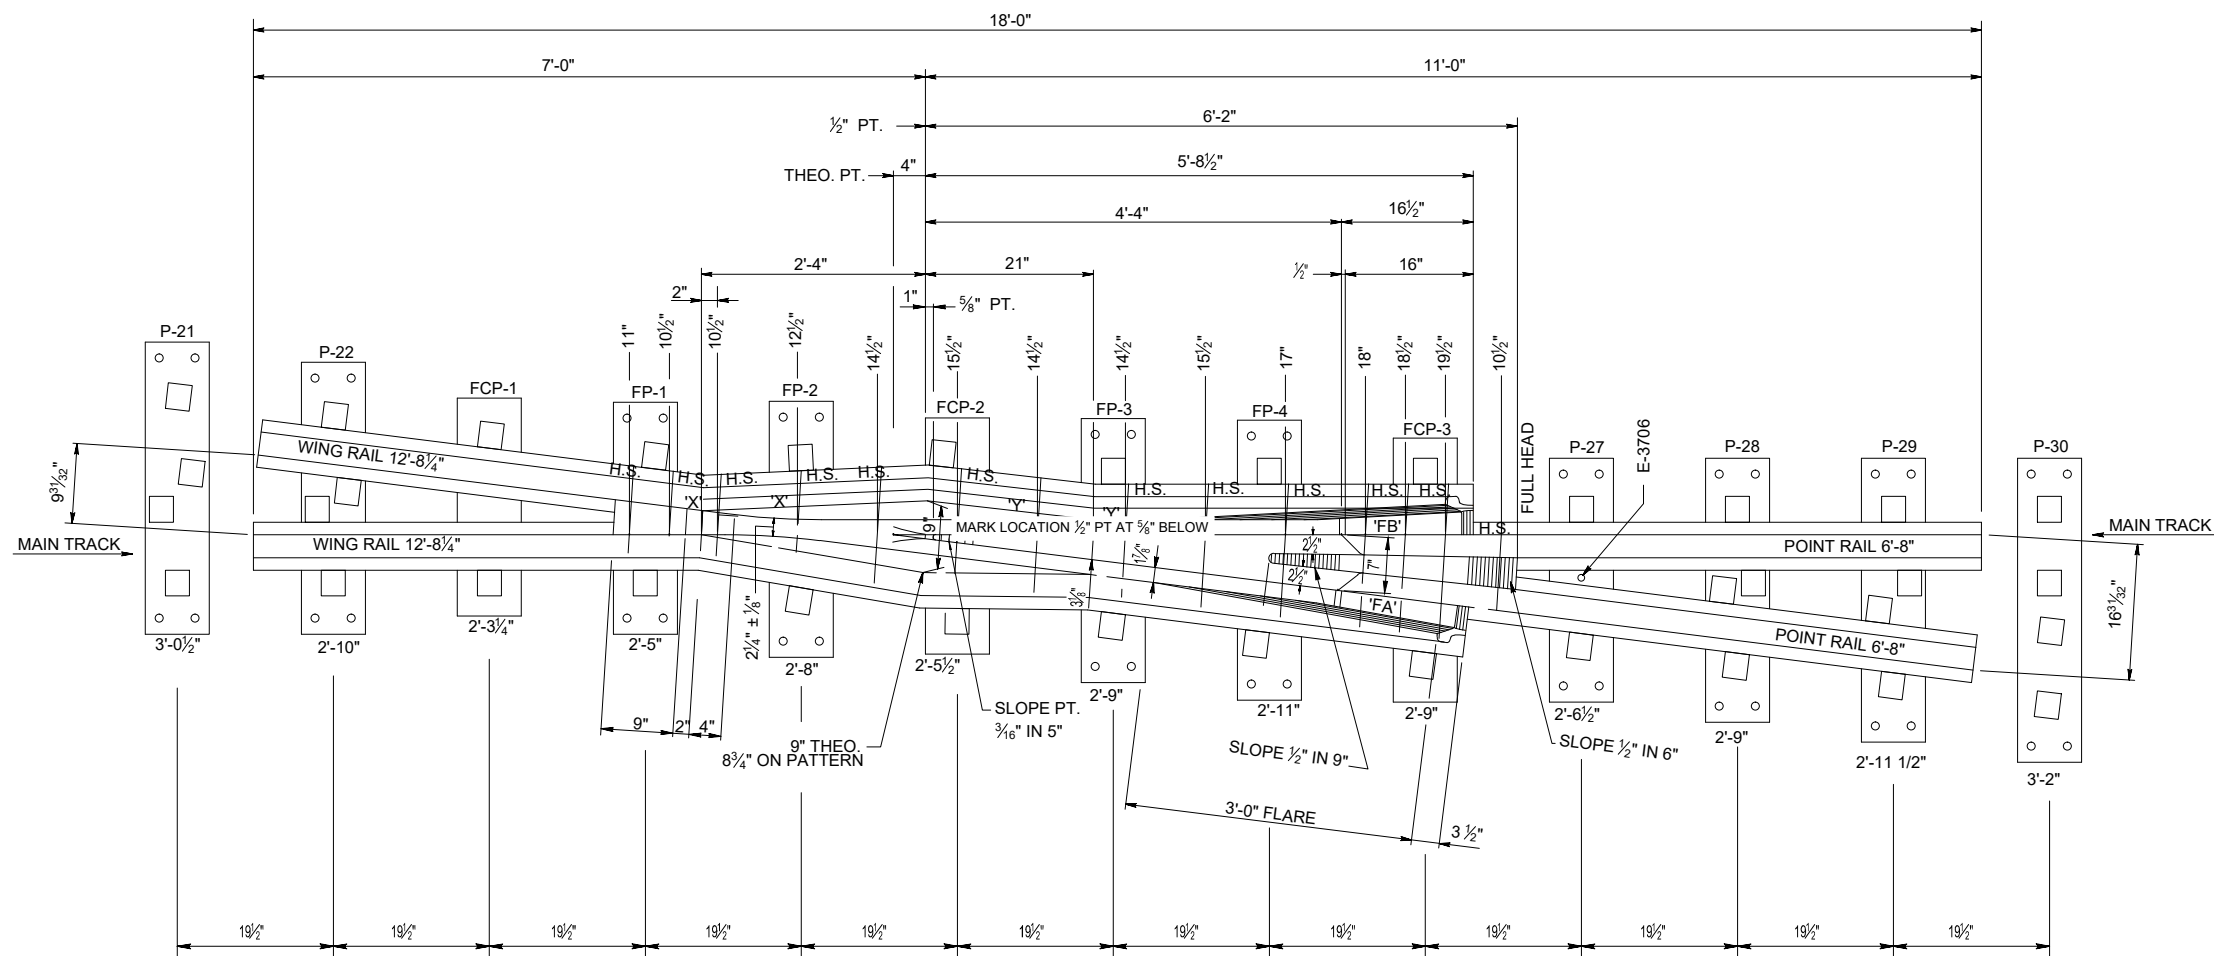 18'-0"
7'-0"
11'-0"
½" PT.
6'-2"
THEO. PT.
4"
5'-8½"
4'-4"
16½"
2'-4"
21"
½"
16"
2"
1"
⅝" PT.
11"
10½"
10½"
12½"
14½"
15½"
14½"
14½"
15½"
17"
18"
18½"
19½"
10½"
P-21
P-22
FCP-1
FP-1
FP-2
FCP-2
FP-3
FP-4
FCP-3
FULL HEAD
P-27
E-3706
P-28
P-29
P-30
9 31/32"
WING RAIL 12'-8¼"
H.S.
H.S.
H.S.
H.S.
H.S.
H.S.
H.S.
H.S.
H.S.
H.S.
H.S.
H.S.
'X'
'X'
'Y'
'Y'
9"
MARK LOCATION ½" PT AT ⅝" BELOW
'FB'
MAIN TRACK
WING RAIL 12'-8¼"
MAIN TRACK
POINT RAIL 6'-8"
1⅞"
2½"
2½"
7"
3⅛"
'FA'
2¼" ± ⅛"
16 31/32"
POINT RAIL 6'-8"
3'-0½"
2'-10"
2'-3¼"
2'-5"
2'-8"
2'-5½"
2'-9"
2'-11"
2'-9"
2'-6½"
2'-9"
2'-11 1/2"
3'-2"
9"
2"
4"
9" THEO.
8¾" ON PATTERN
SLOPE PT.
3/16" IN 5"
SLOPE ½" IN 9"
SLOPE ½" IN 6"
3'-0" FLARE
3 ½"
19½"
19½"
19½"
19½"
19½"
19½"
19½"
19½"
19½"
19½"
19½"
19½"